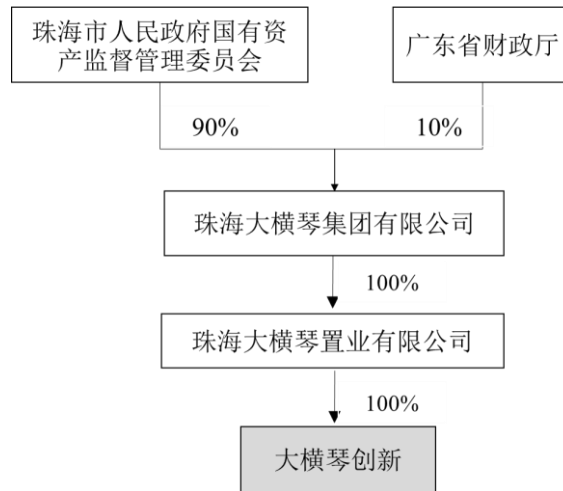 珠海市人民政府国有资
产监督管理委员会
广东省财政厅
90%
10%
珠海大横琴集团有限公司
100%
珠海大横琴置业有限公司
100%
大横琴创新